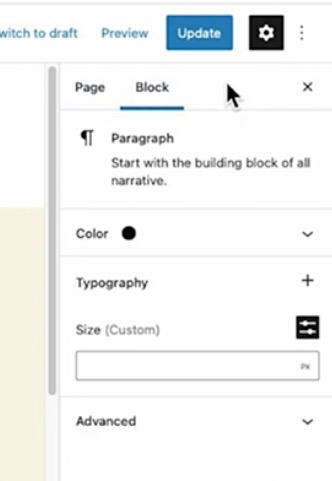 witch to draft Preview Update
Page Block
Paragraph
Start with the building block of all
narrative.
Color
Typography
Size (Custom)
PX
Advanced